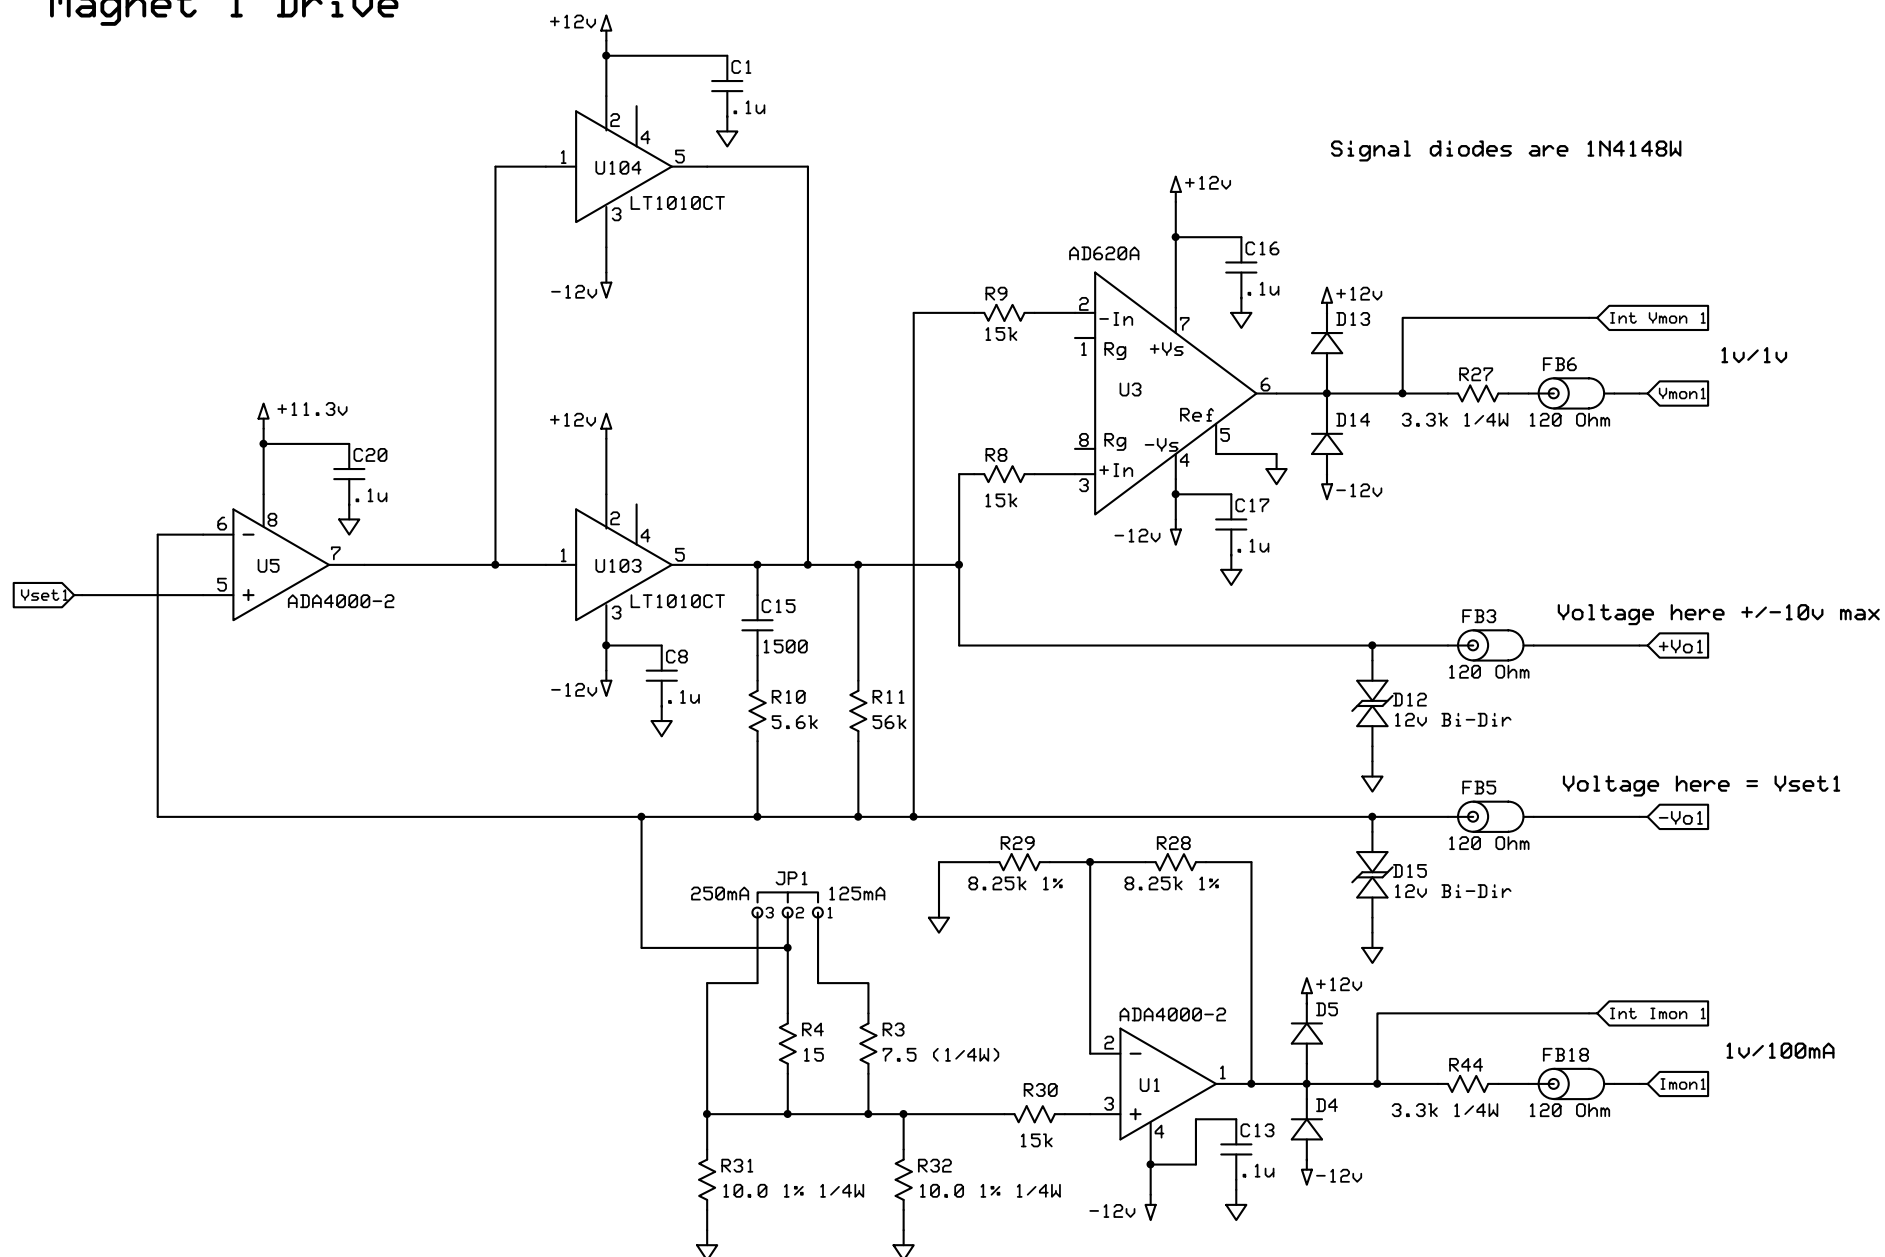 Magnet 1 Drive
+12v
C1
.1u
2
4
1
U104
5
3
LT1010CT
-12v
Signal diodes are 1N4148W
+12v
AD620A
C16
.1u
R9
15k
2
-In
7
1
Rg
+Vs
U3
6
Ref
5
8
Rg
-Vs
4
R8
15k
+In
3
C17
.1u
-12v
+12v
D13
D14
-12v
Int Vmon 1
1v/1v
R27
3.3k 1/4W
FB6
120 Ohm
Vmon1
+11.3v
C20
.1u
6
8
-
U5
7
5
+
ADA4000-2
Vset1
+12v
2
4
1
U103
5
3
LT1010CT
C8
.1u
-12v
C15
1500
R10
5.6k
R11
56k
FB3
120 Ohm
Voltage here +/-10v max
+Vo1
D12
12v Bi-Dir
FB5
120 Ohm
Voltage here = Vset1
-Vo1
D15
12v Bi-Dir
R29
8.25k 1%
R28
8.25k 1%
JP1
250mA
125mA
3
2
1
R4
15
R3
7.5 (1/4W)
R30
15k
ADA4000-2
2
-
U1
1
3
+
4
C13
.1u
-12v
+12v
D5
D4
-12v
Int Imon 1
1v/100mA
R44
3.3k 1/4W
FB18
120 Ohm
Imon1
R31
10.0 1% 1/4W
R32
10.0 1% 1/4W